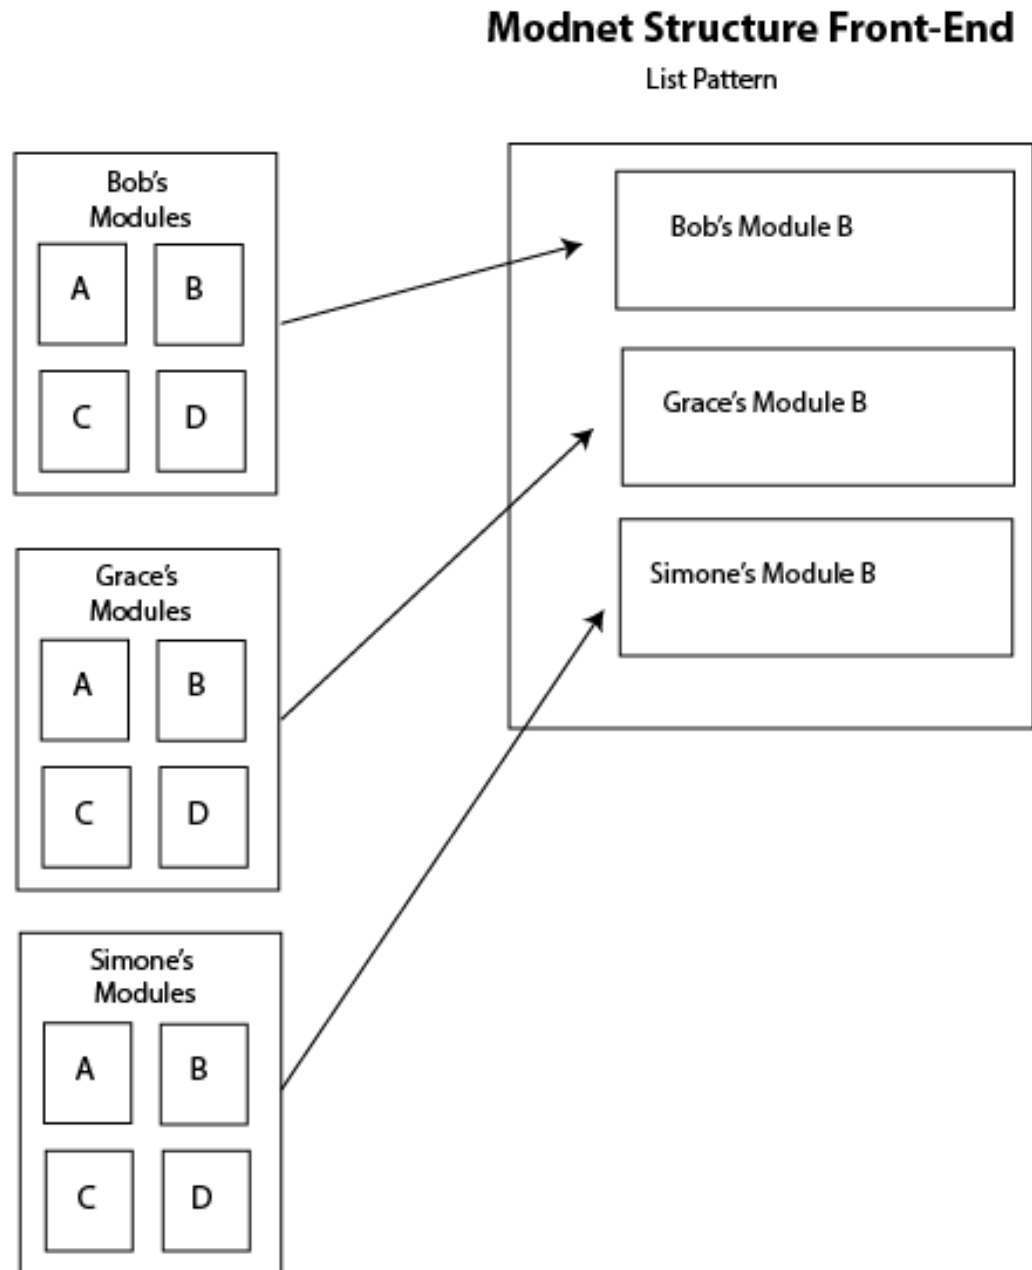 Modnet Structure Front-End
List Pattern
Bob's
Modules
A
B
C
D
Grace's
Modules
A
B
C
D
Simone's
Modules
A
B
C
D
Bob's Module B
Grace's Module B
Simone's Module B